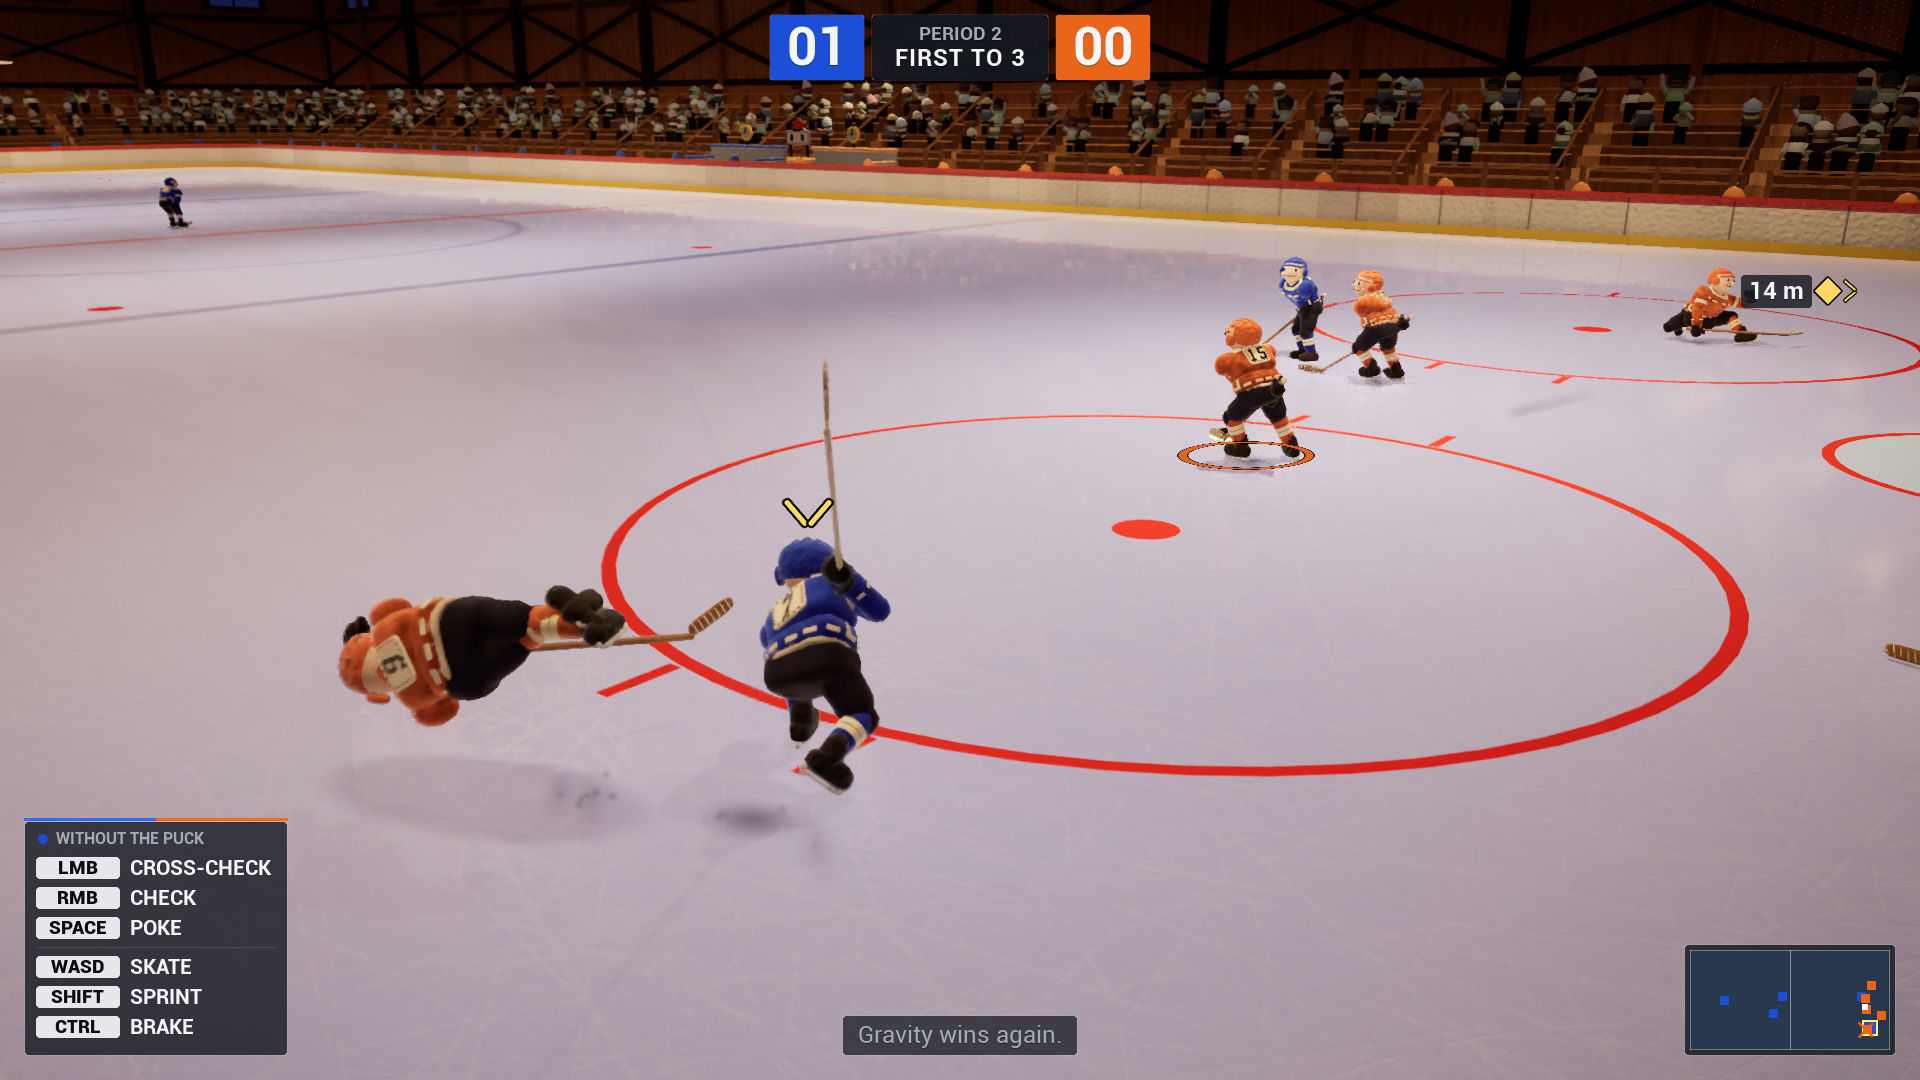 01
PERIOD 2
FIRST TO 3
00
14 m
15
6
WITHOUT THE PUCK
LMB CROSS-CHECK
RMB CHECK
SPACE POKE
WASD SKATE
SHIFT SPRINT
CTRL BRAKE
Gravity wins again.